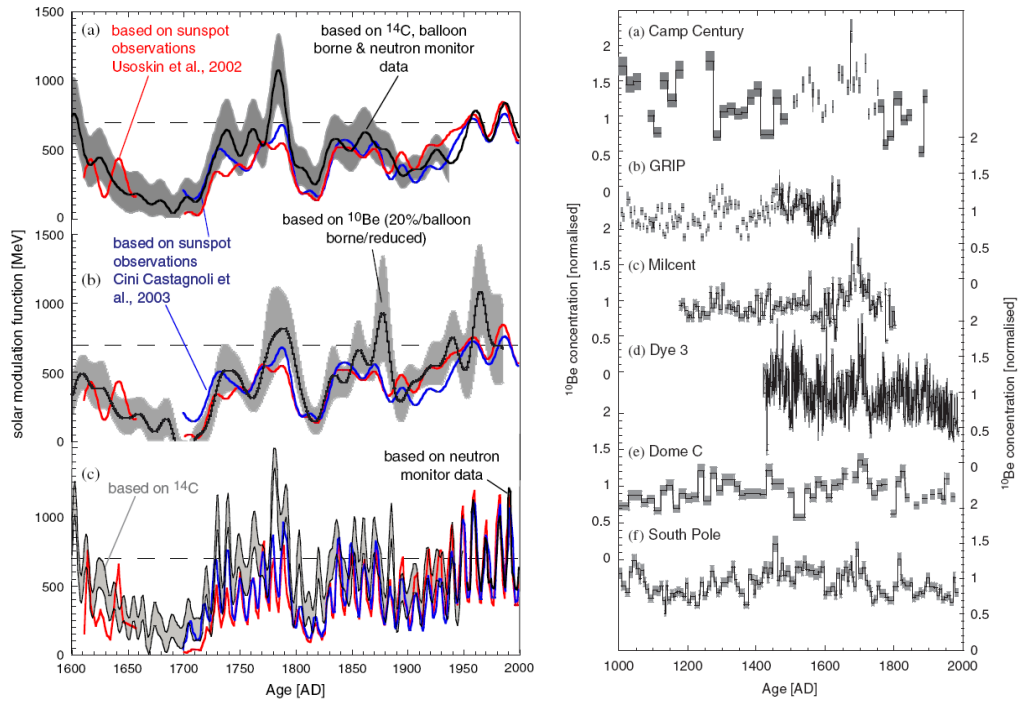 (a)
based on sunspot
observations
Usoskin et al., 2002
based on ¹⁴C, balloon
borne & neutron monitor
data
1500
1000
500
0
based on sunspot
observations
Cini Castagnoli et
al., 2003
based on ¹⁰Be (20%/balloon
borne/reduced)
(b)
1500
1000
500
0
(c)
based on ¹⁴C
based on neutron
monitor data
1000
500
0
solar modulation function [MeV]
1600
1650
1700
1750
1800
1850
1900
1950
2000
Age [AD]
(a) Camp Century
2
1.5
1
0.5
0
(b) GRIP
2
1.5
1
0.5
0
(c) Milcent
2
1.5
1
0.5
0
(d) Dye 3
2
1.5
1
0.5
0
(e) Dome C
2
1.5
1
0.5
0
(f) South Pole
2
1.5
1
0.5
0
¹⁰Be concentration [normalised]
¹⁰Be concentration [normalised]
1000
1200
1400
1600
1800
2000
Age [AD]